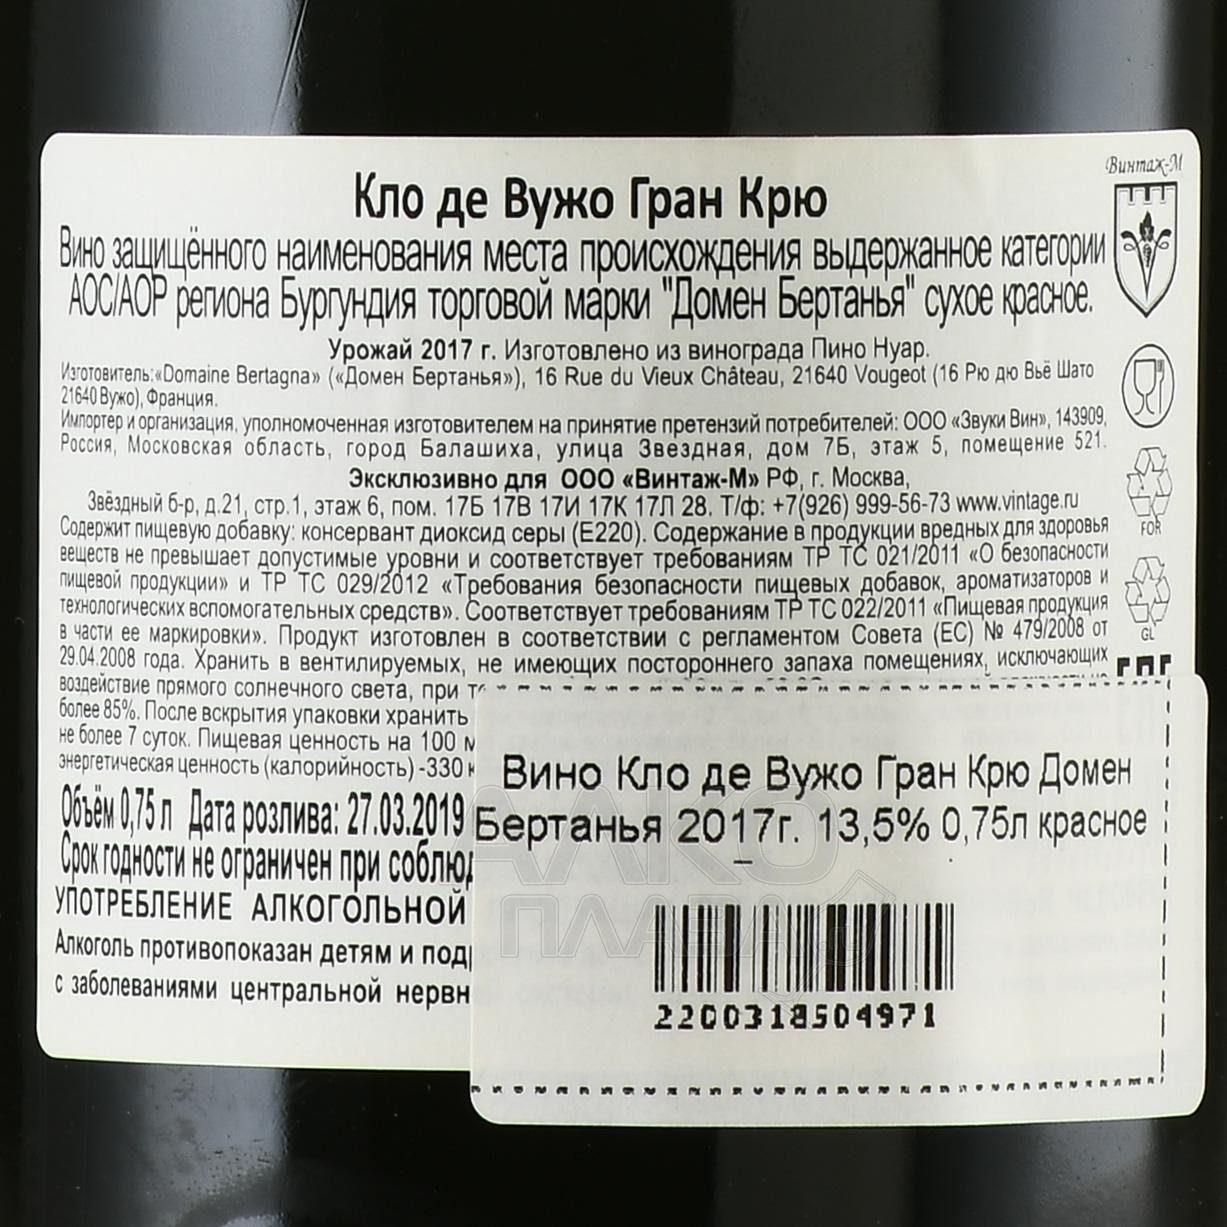 Винтаж-М
Кло де Вужо Гран Крю
Вино защищённого наименования места происхождения выдержанное категории
АОС/АОР региона Бургундия торговой марки "Домен Бертанья" сухое красное.
Урожай 2017 г. Изготовлено из винограда Пино Нуар.
Изготовитель:«Domaine Bertagna» («Домен Бертанья»), 16 Rue du Vieux Château, 21640 Vougeot (16 Рю дю Вьё Шато
21640 Вужо), Франция.
Импортер и организация, уполномоченная изготовителем на принятие претензий потребителей: ООО «Звуки Вин», 143909,
Россия, Московская область, город Балашиха, улица Звездная, дом 7Б, этаж 5, помещение 521.
Эксклюзивно для ООО «Винтаж-М» РФ, г. Москва,
Звёздный б-р, д.21, стр.1, этаж 6, пом. 17Б 17В 17И 17К 17Л 28. Т/ф: +7(926) 999-56-73 www.vintage.ru
Содержит пищевую добавку: консервант диоксид серы (Е220). Содержание в продукции вредных для здоровья
веществ не превышает допустимые уровни и соответствует требованиям ТР ТС 021/2011 «О безопасности
пищевой продукции» и ТР ТС 029/2012 «Требования безопасности пищевых добавок, ароматизаторов и
технологических вспомогательных средств». Соответствует требованиям ТР ТС 022/2011 «Пищевая продукция
в части ее маркировки». Продукт изготовлен в соответствии с регламентом Совета (ЕС) № 479/2008 от
29.04.2008 года. Хранить в вентилируемых, не имеющих постороннего запаха помещениях, исключающих
воздействие прямого солнечного света, при
более 85%. После вскрытия упаковки хранить
не более 7 суток. Пищевая ценность на 100 м
энергетическая ценность (калорийность) -330
Объём 0,75 л Дата розлива: 27.03.2019
Срок годности не ограничен при соблюд
УПОТРЕБЛЕНИЕ АЛКОГОЛЬНОЙ
Алкоголь противопоказан детям и под
с заболеваниями центральной нервн
FOR
GL
Вино Кло де Вужо Гран Крю Домен
Бертанья 2017г. 13,5% 0,75л красное
2200318504971
АЛКО
ПЛАЗА